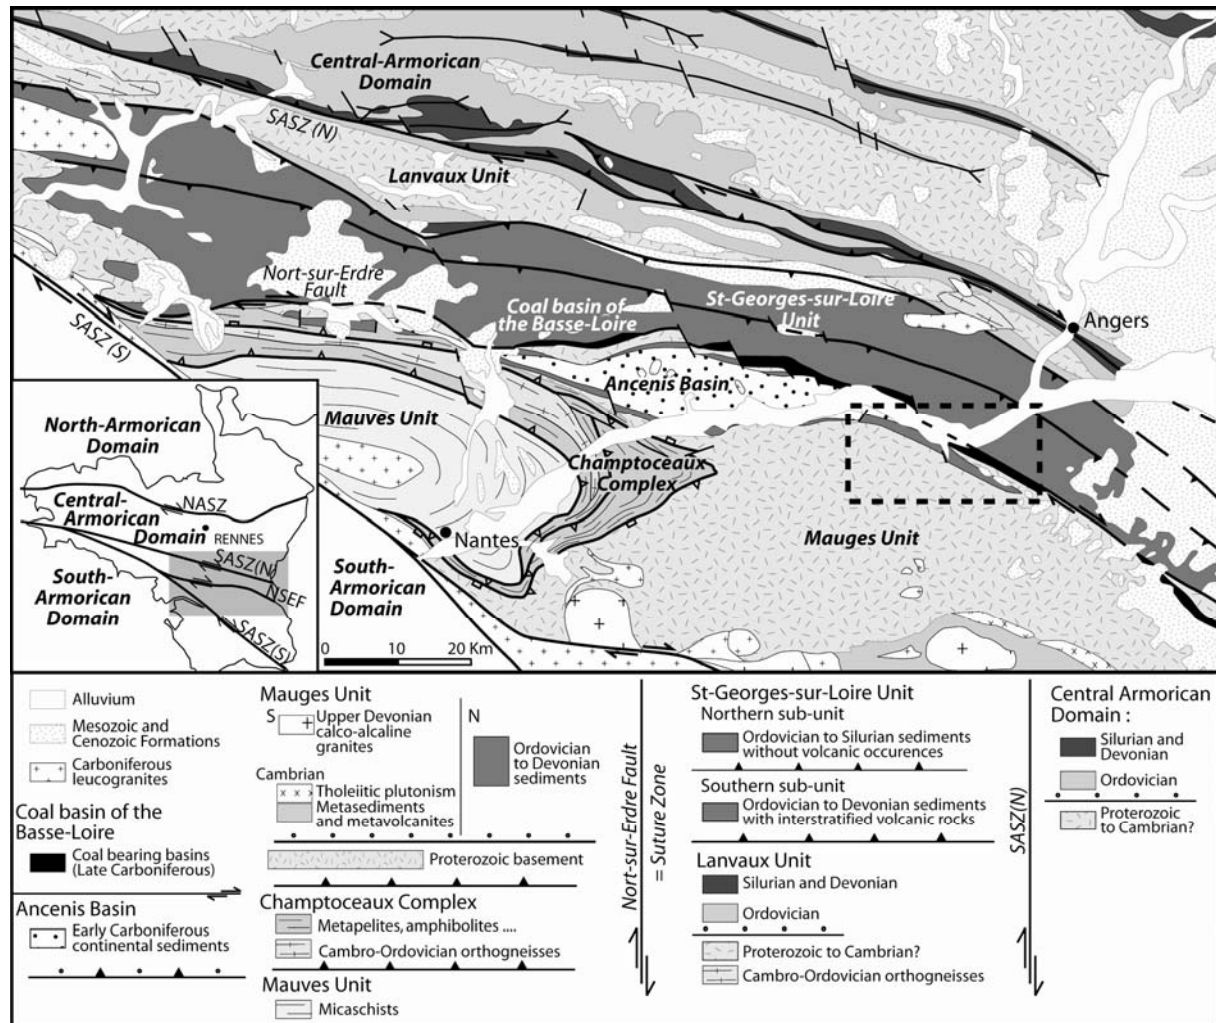 Central-Armorican
Domain
SASZ (N)
Lanvaux Unit
Nort-sur-Erdre
Fault
Coal basin of
the Basse-Loire
St-Georges-sur-Loire
Unit
Angers
SASZ (S)
Ancenis Basin
Mauves Unit
Champtoceaux
Complex
Nantes
Mauges Unit
South-
Armorican
Domain
0 10 20 Km
North-Armorican
Domain
NASZ
Central-
Armorican
Domain
RENNES
SASZ(N)
NSEF
South-
Armorican
Domain
SASZ(S)
Alluvium
Mesozoic and
Cenozoic Formations
Carboniferous
leucogranites
Coal basin of the
Basse-Loire
Coal bearing basins
(Late Carboniferous)
Ancenis Basin
Early Carboniferous
continental sediments
Mauges Unit
S
Upper Devonian
calco-alcaline
granites
N
Ordovician
to Devonian
sediments
Cambrian
Tholeiitic plutonism
Metasediments
and metavolcanites
Proterozoic basement
Champtoceaux Complex
Metapelites, amphibolites ....
Cambro-Ordovician orthogneisses
Mauves Unit
Micaschists
Nort-sur-Erdre Fault
= Suture Zone
St-Georges-sur-Loire Unit
Northern sub-unit
Ordovician to Silurian sediments
without volcanic occurences
Southern sub-unit
Ordovician to Devonian sediments
with interstratified volcanic rocks
Lanvaux Unit
Silurian and Devonian
Ordovician
Proterozoic to Cambrian?
Cambro-Ordovician orthogneisses
SASZ(N)
Central Armorican
Domain :
Silurian and
Devonian
Ordovician
Proterozoic
to Cambrian?